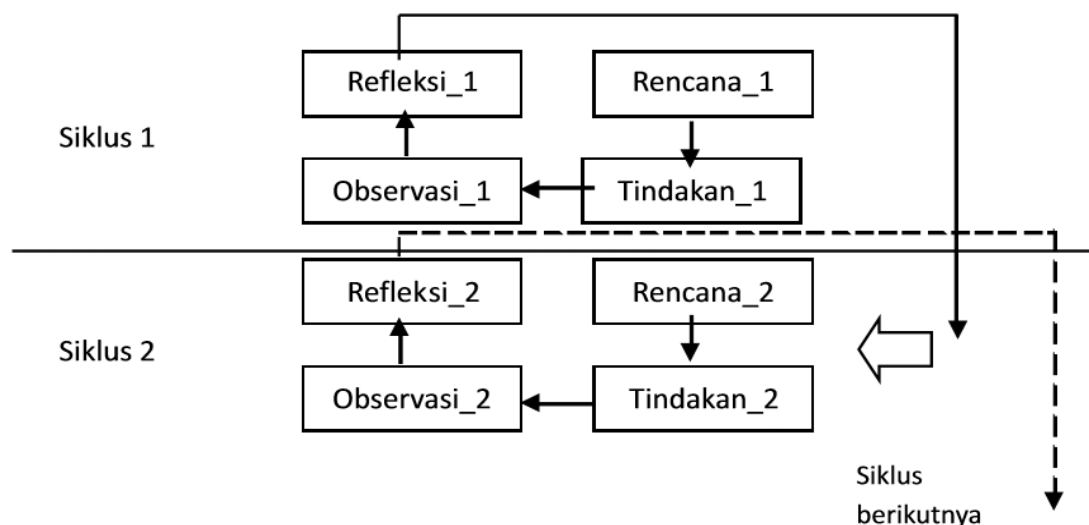 Refleksi_1
Rencana_1
Siklus 1
Observasi_1
Tindakan_1
Refleksi_2
Rencana_2
Siklus 2
Observasi_2
Tindakan_2
Siklus
berikutnya